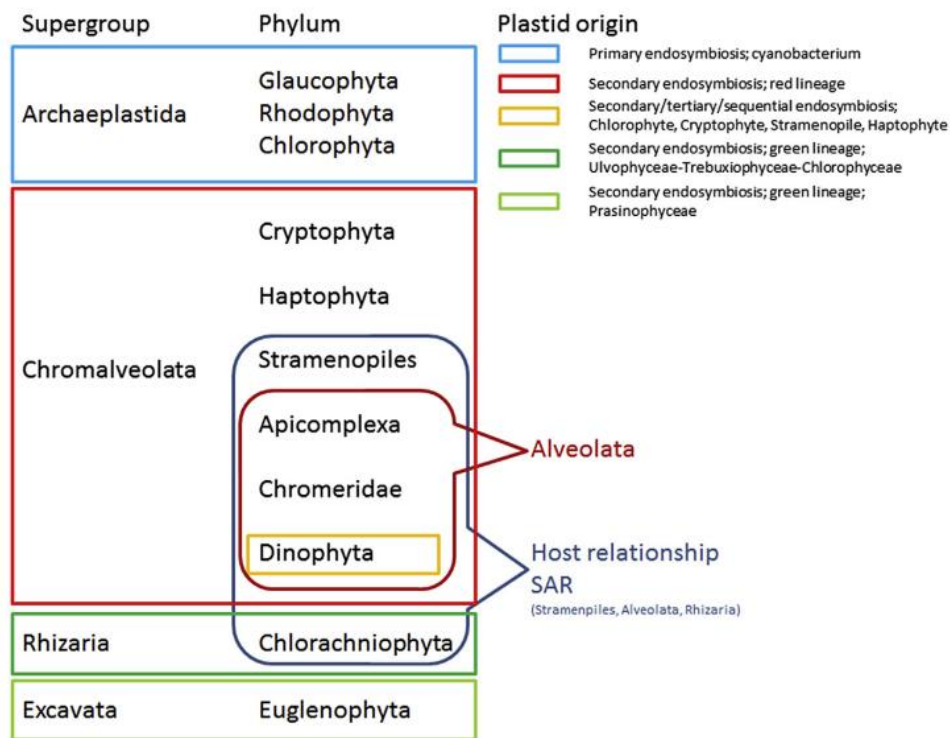 Supergroup Phylum Plastid origin
Primary endosymbiosis; cyanobacterium
Secondary endosymbiosis; red lineage
Secondary/tertiary/sequential endosymbiosis;
Chlorophyte, Cryptophyte, Stramenopile, Haptophyte
Secondary endosymbiosis; green lineage;
Ulvophyceae-Trebuxiophyceae-Chlorophyceae
Secondary endosymbiosis; green lineage;
Prasinophyceae
Glaucophyta
Archaeplastida Rhodophyta
Chlorophyta
Cryptophyta
Haptophyta
Stramenopiles
Chromalveolata
Apicomplexa
Alveolata
Chromeridae
Dinophyta
Host relationship
SAR
(Stramenpiles, Alveolata, Rhizaria)
Rhizaria Chlorachniophyta
Excavata Euglenophyta